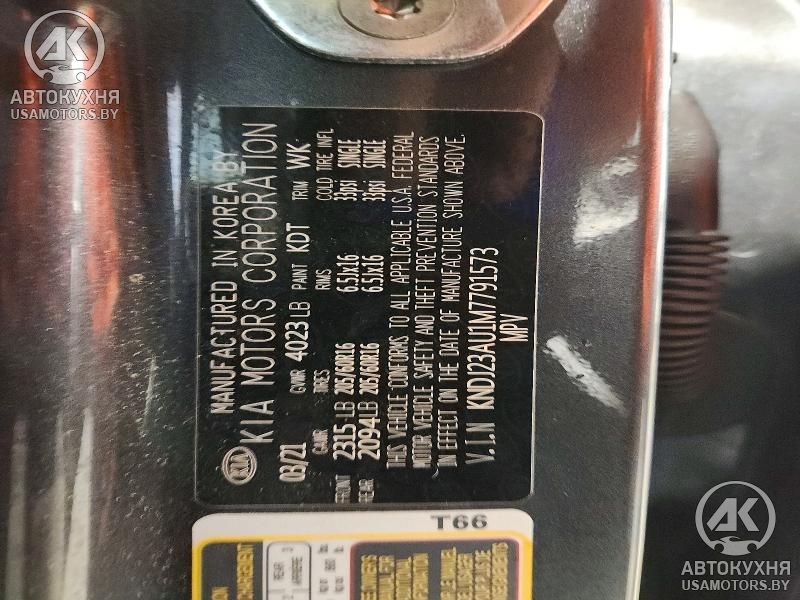 АВТОКУХНЯ
USAMOTORS.BY
MANUFACTURED IN KOREA BY
KIA MOTORS CORPORATION
03/21 GVWR 4023 LB PAINT KDT TRIM WK
GAWR TIRES RIMS COLD TIRE INFL
FRONT 2315 LB 205/60R16 6.5Jx16 33psi SINGLE
REAR 2094 LB 205/60R16 6.5Jx16 33psi SINGLE
THIS VEHICLE CONFORMS TO ALL APPLICABLE U.S.A. FEDERAL
MOTOR VEHICLE SAFETY AND THEFT PREVENTION STANDARDS
IN EFFECT ON THE DATE OF MANUFACTURE SHOWN ABOVE.
V.I.N KNDJ23AU1M7791573
MPV
T66
REAR
ARRIÈRE
АВТОКУХНЯ
USAMOTORS.BY